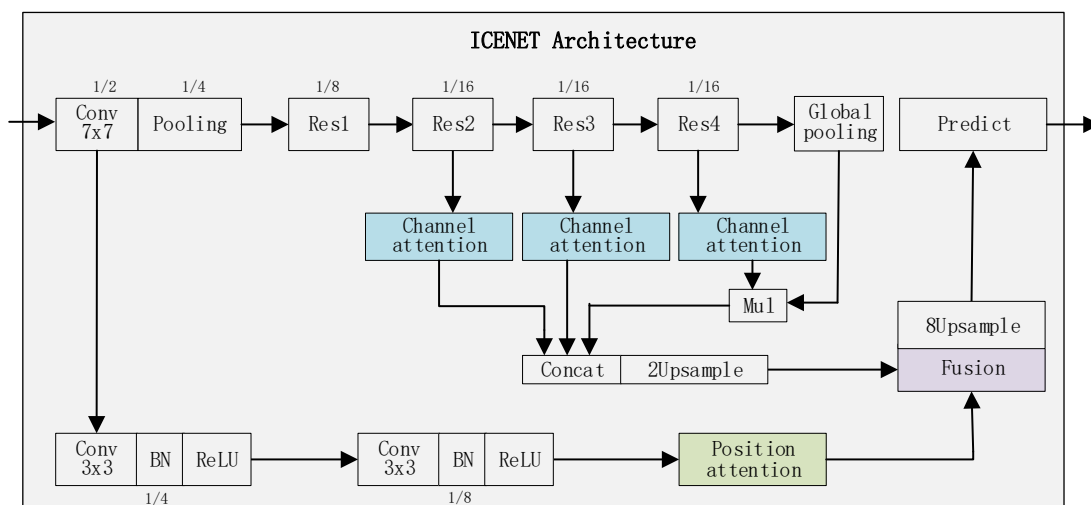 ICENET Architecture
1/2
1/4
1/8
1/16
1/16
1/16
Conv
7x7
Pooling
Res1
Res2
Res3
Res4
Global
pooling
Predict
Channel
attention
Channel
attention
Channel
attention
Mul
8Upsample
Concat
2Upsample
Fusion
Conv
3x3
BN
ReLU
Conv
3x3
BN
ReLU
Position
attention
1/4
1/8